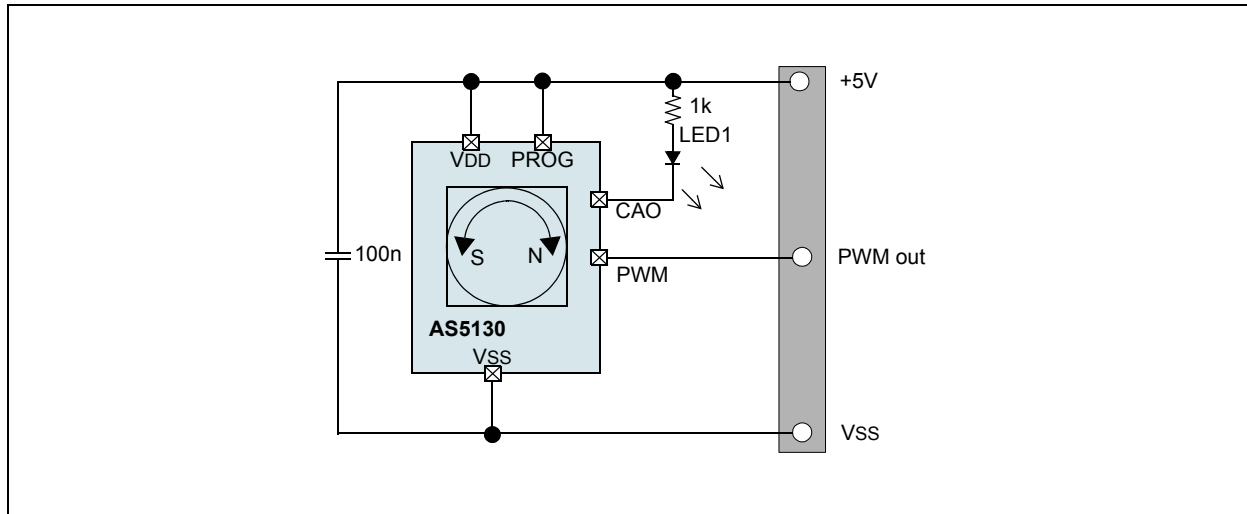 +5V
1k
LED1
VDD PROG
CAO
100n
S N
PWM out
PWM
AS5130
VSS
VSS